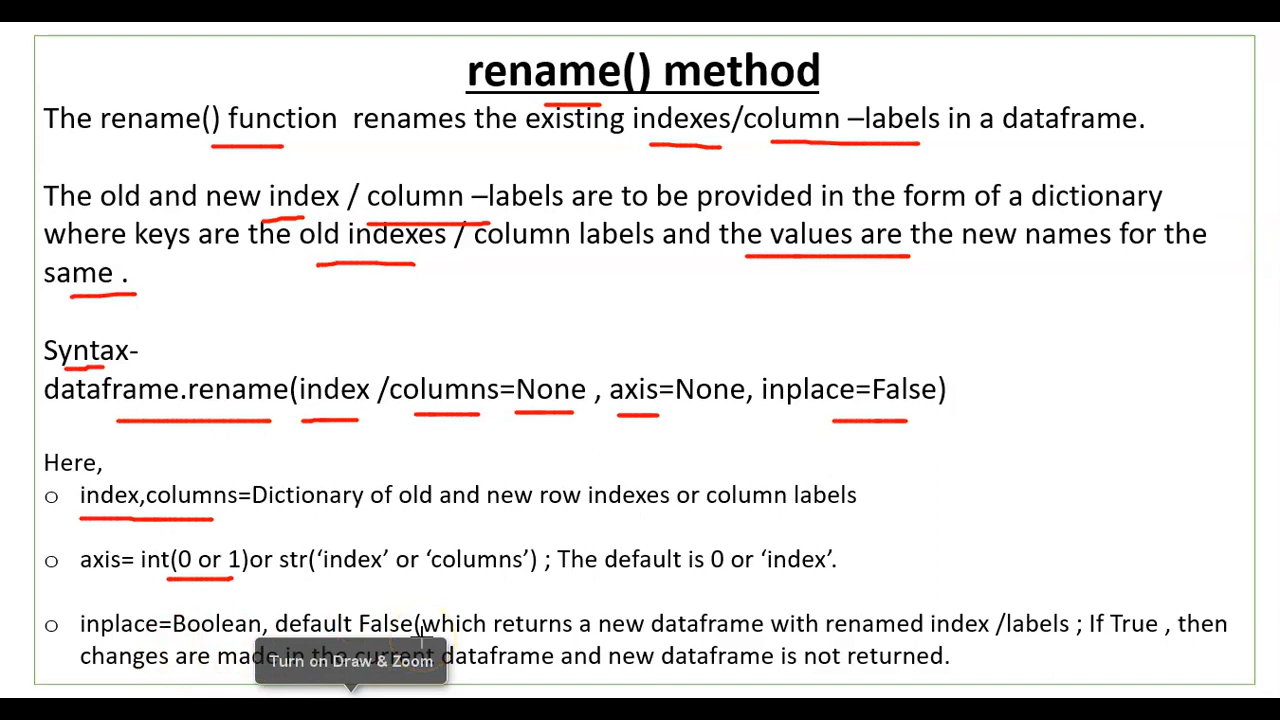 rename() method
The rename() function  renames the existing indexes/column –labels in a dataframe.
The old and new index / column –labels are to be provided in the form of a dictionary
where keys are the old indexes / column labels and the values are the new names for the
same .
Syntax-
dataframe.rename(index /columns=None , axis=None, inplace=False)
Here,
o index,columns=Dictionary of old and new row indexes or column labels
o axis= int(0 or 1)or str(‘index’ or ‘columns’) ; The default is 0 or ‘index’.
o inplace=Boolean, default False(which returns a new dataframe with renamed index /labels ; If True , then
changes are made in the current dataframe and new dataframe is not returned.
Turn on Draw & Zoom